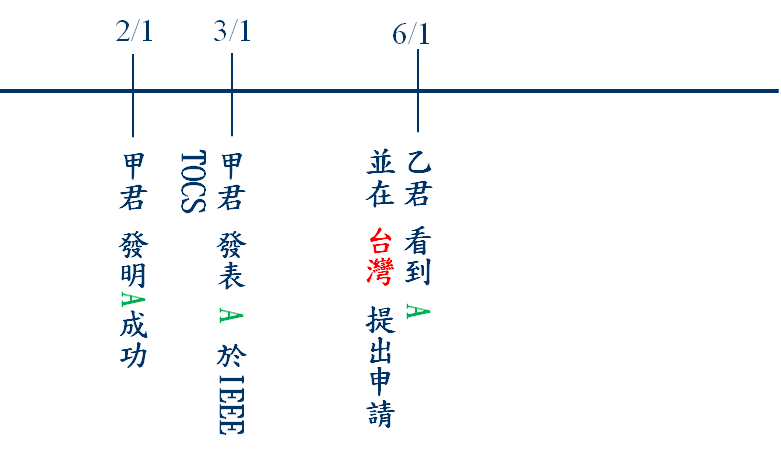 2/1
3/1
6/1
甲君 發明A成功
甲君 發表 A 於IEEE
TOCS
乙君 看到 A
並在 台灣 提出申請